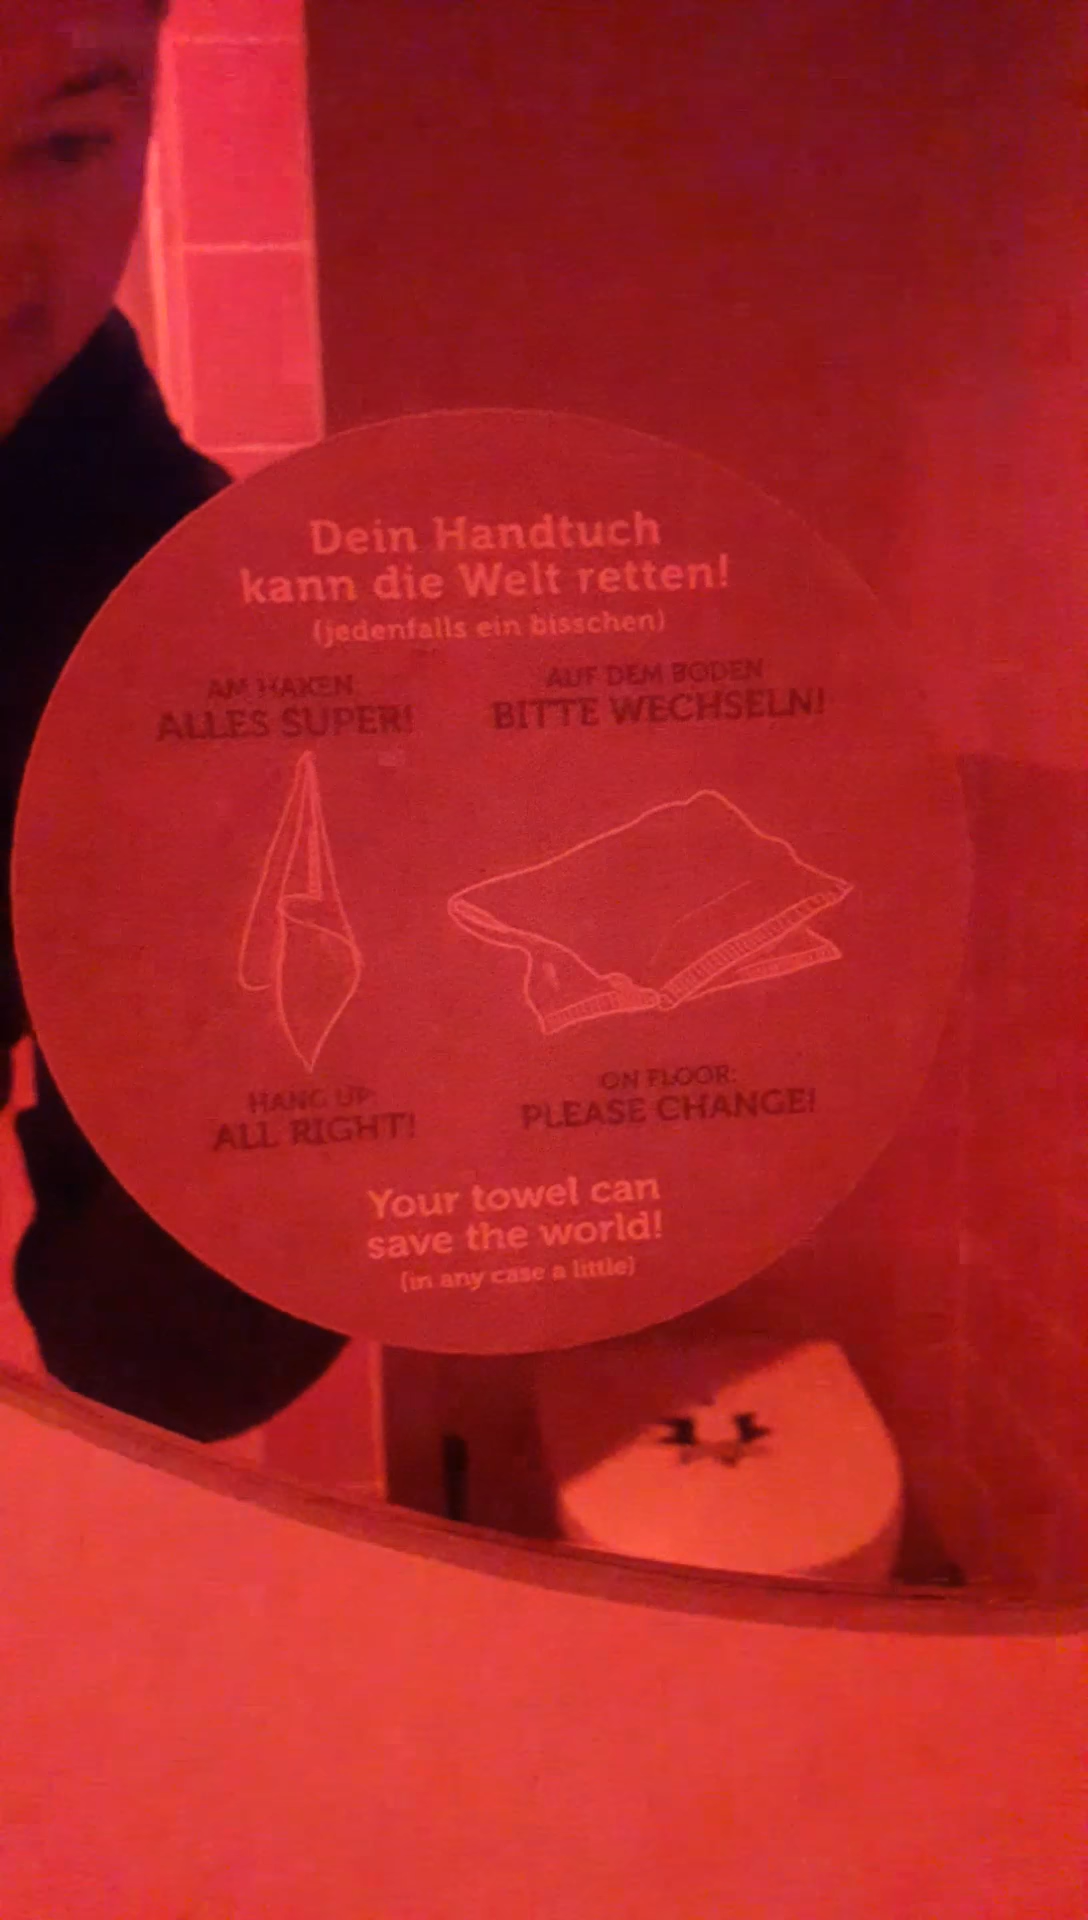 Dein Handtuch
kann die Welt retten!
(jedenfalls ein bisschen)
AM HAKEN
ALLES SUPER!
AUF DEM BODEN
BITTE WECHSELN!
HANG UP:
ALL RIGHT!
ON FLOOR:
PLEASE CHANGE!
Your towel can
save the world!
(in any case a little)